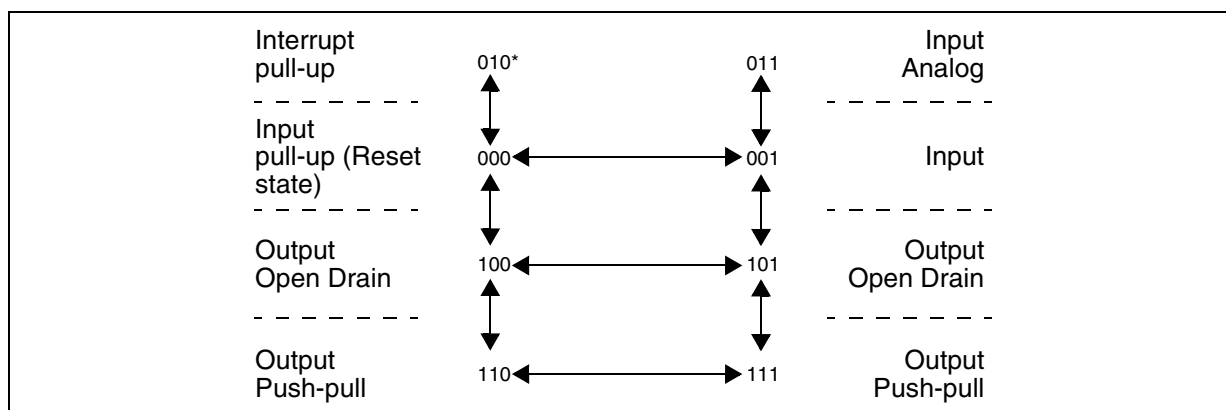 Interrupt
pull-up
010*
011
Input
Analog
Input
pull-up (Reset
state)
000
001
Input
Output
Open Drain
100
101
Output
Open Drain
Output
Push-pull
110
111
Output
Push-pull